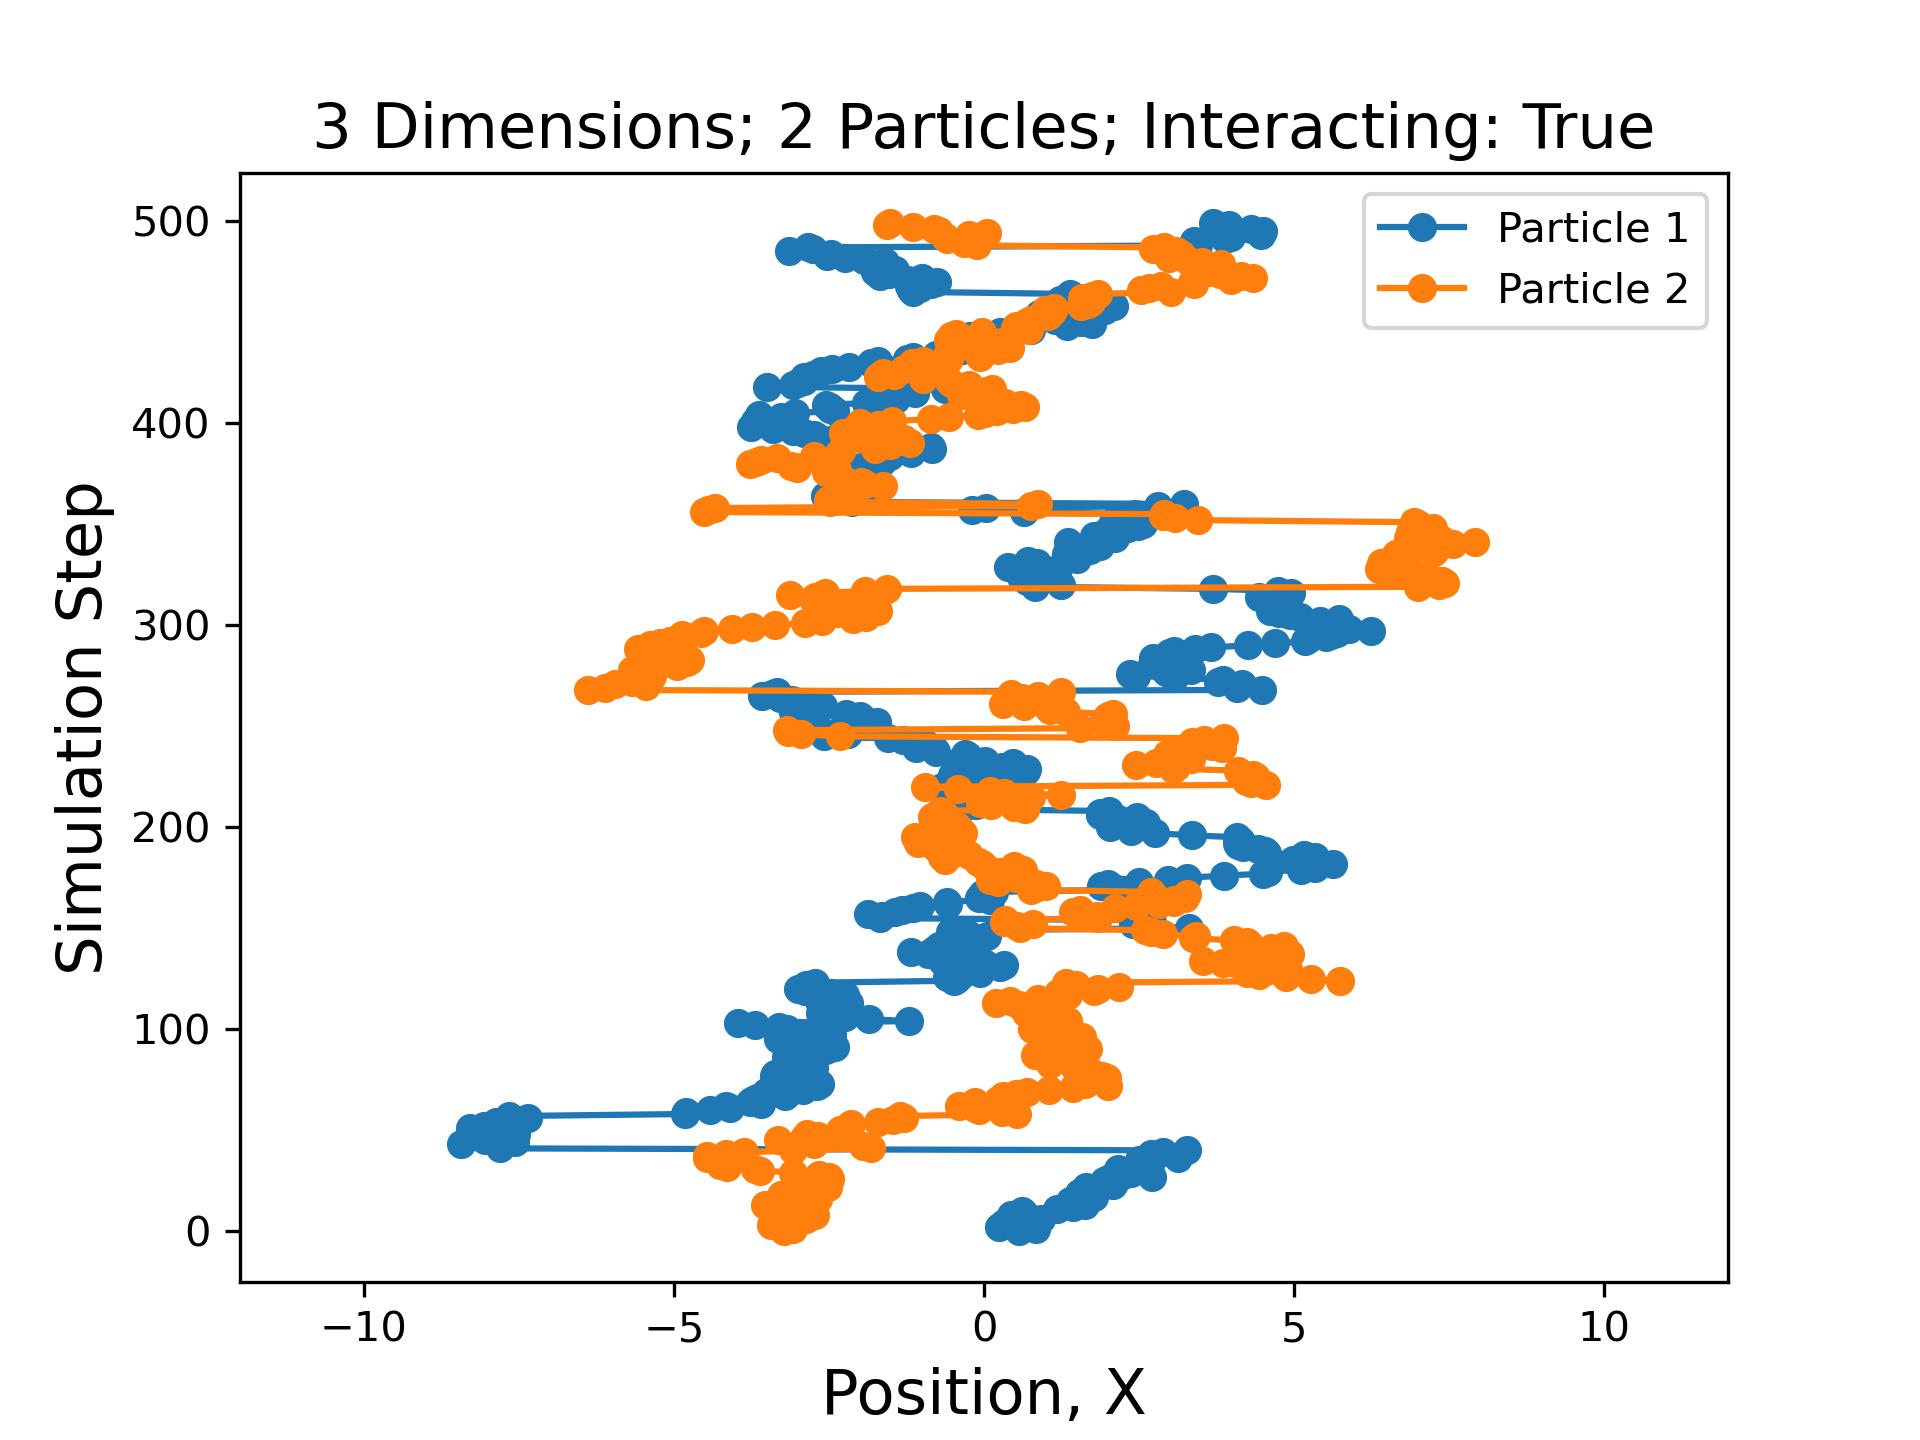 3 Dimensions; 2 Particles; Interacting: True
Particle 1
Particle 2
500
400
300
200
100
0
Simulation Step
−10
−5
0
5
10
Position, X